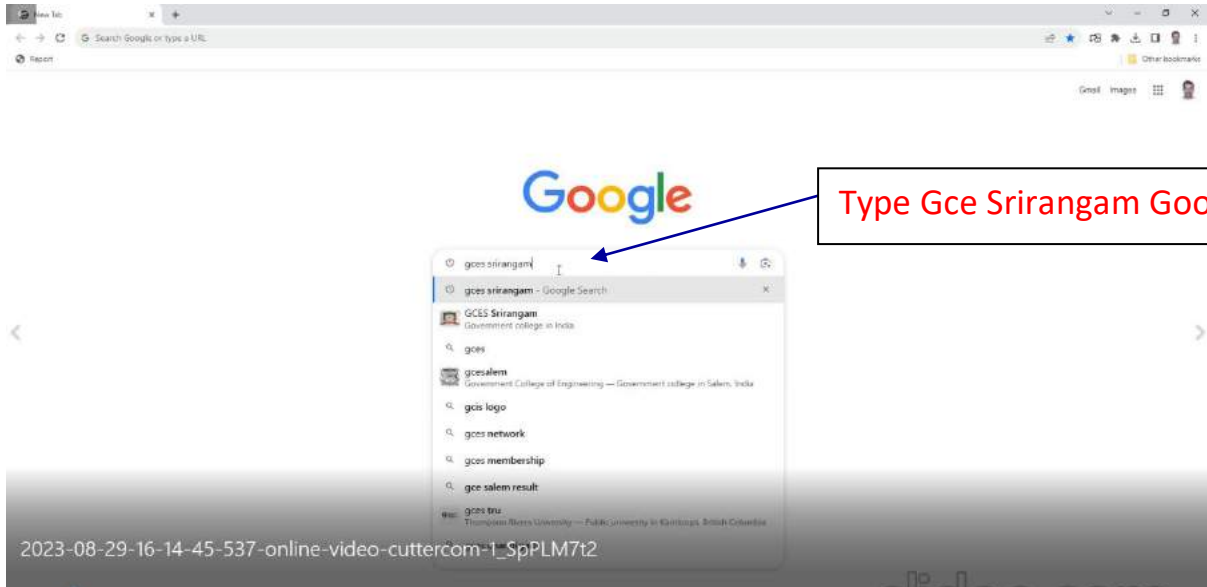 New Tab
Search Google or type a URL
Report
Other bookmarks
Gmail Images
Google
Type Gce Srirangam Goo
gces srirangam
gces srirangam - Google Search
GCES Srirangam
Government college in India
gces
gcesalem
Government College of Engineering — Government college in Salem, India
gcis logo
gces network
gces membership
gce salem result
gces tru
Thompson Rivers University — Public university in Kamloops, British Columbia
2023-08-29-16-14-45-537-online-video-cuttercom-1_SpPLM7t2